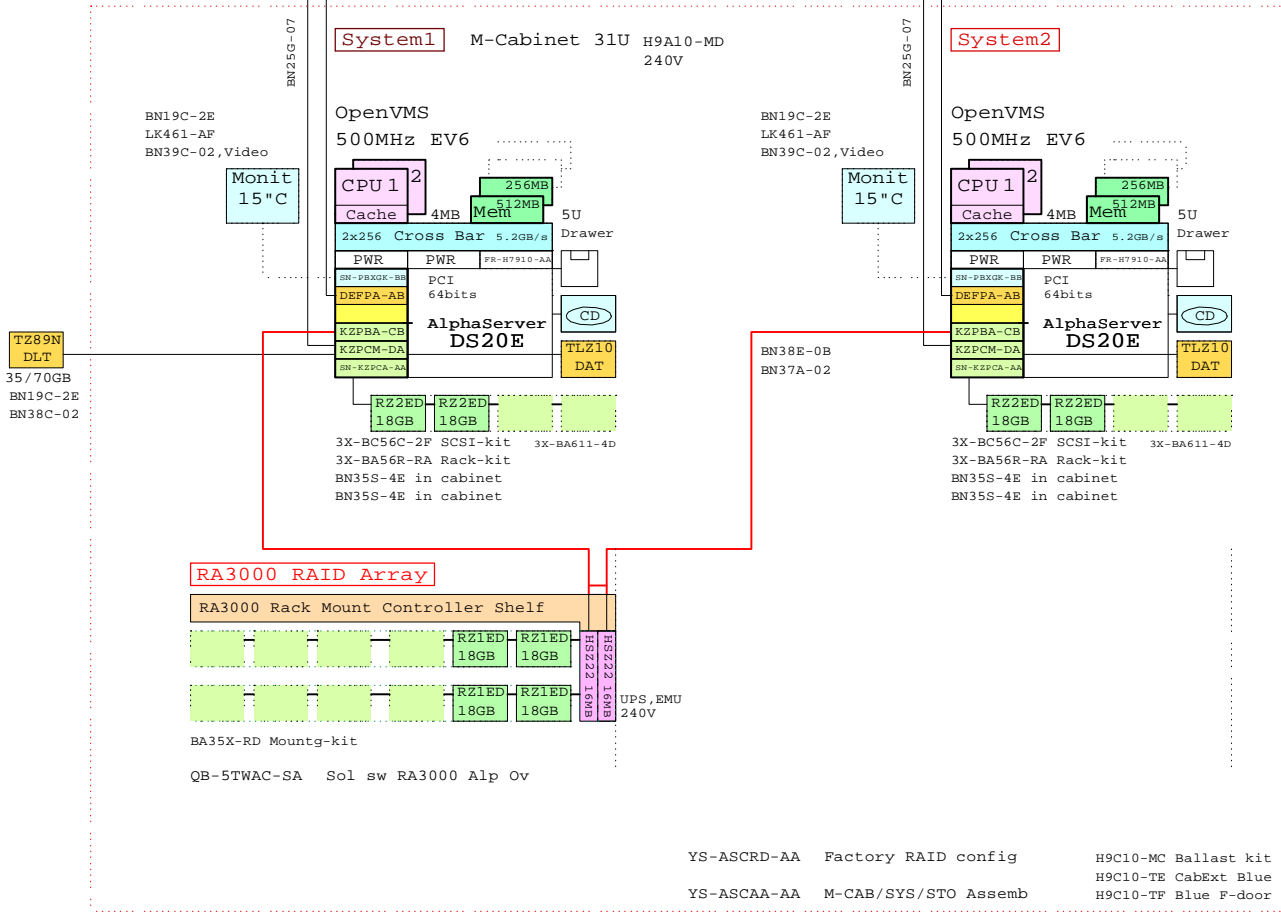 BN25G-07
System1
M-Cabinet 31U H9A10-MD
240V
BN25G-07
System2
BN19C-2E
LK461-AF
BN39C-02,Video
OpenVMS
500MHz EV6
Monit
15"C
CPU 1
2
Cache
4MB
Mem
256MB
512MB
5U
Drawer
2x256 Cross Bar 5.2GB/s
PWR
PWR
FR-H7910-AA
SN-PBXGK-BB
DEFPA-AB
PCI
64bits
CD
KZPBA-CB
AlphaServer
DS20E
KZPCM-DA
SN-KZPCA-AA
TLZ10
DAT
TZ89N
DLT
35/70GB
BN19C-2E
BN38C-02
RZ2ED
18GB
RZ2ED
18GB
3X-BC56C-2F SCSI-kit
3X-BA611-4D
3X-BA56R-RA Rack-kit
BN35S-4E in cabinet
BN35S-4E in cabinet
BN19C-2E
LK461-AF
BN39C-02,Video
OpenVMS
500MHz EV6
Monit
15"C
CPU 1
2
Cache
4MB
Mem
256MB
512MB
5U
Drawer
2x256 Cross Bar 5.2GB/s
PWR
PWR
FR-H7910-AA
SN-PBXGK-BB
DEFPA-AB
PCI
64bits
CD
KZPBA-CB
AlphaServer
DS20E
KZPCM-DA
SN-KZPCA-AA
TLZ10
DAT
BN38E-0B
BN37A-02
RZ2ED
18GB
RZ2ED
18GB
3X-BC56C-2F SCSI-kit
3X-BA611-4D
3X-BA56R-RA Rack-kit
BN35S-4E in cabinet
BN35S-4E in cabinet
RA3000 RAID Array
RA3000 Rack Mount Controller Shelf
RZ1ED
18GB
RZ1ED
18GB
HSZ22 16MB
HSZ22 16MB
RZ1ED
18GB
RZ1ED
18GB
UPS,EMU
240V
BA35X-RD Mountg-kit
QB-5TWAC-SA Sol sw RA3000 Alp Ov
YS-ASCRD-AA Factory RAID config
YS-ASCAA-AA M-CAB/SYS/STO Assemb
H9C10-MC Ballast kit
H9C10-TE CabExt Blue
H9C10-TF Blue F-door